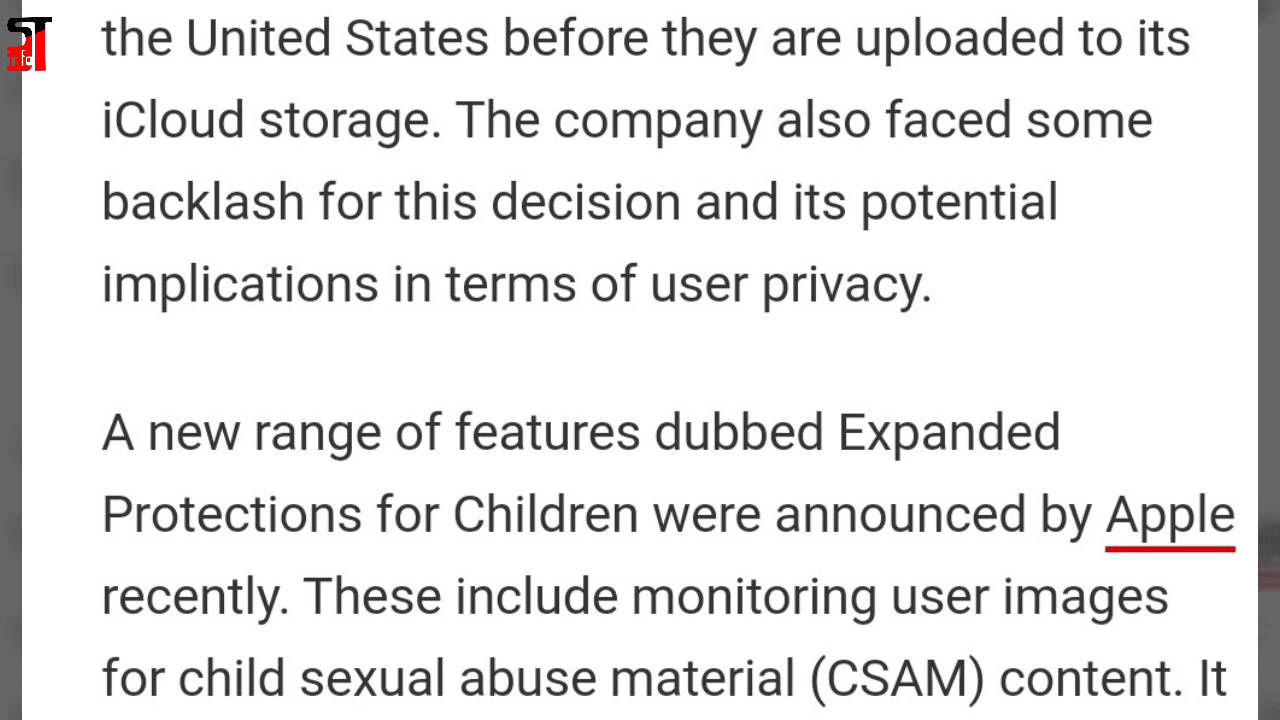 ST
Info
the United States before they are uploaded to its
iCloud storage. The company also faced some
backlash for this decision and its potential
implications in terms of user privacy.
A new range of features dubbed Expanded
Protections for Children were announced by Apple
recently. These include monitoring user images
for child sexual abuse material (CSAM) content. It